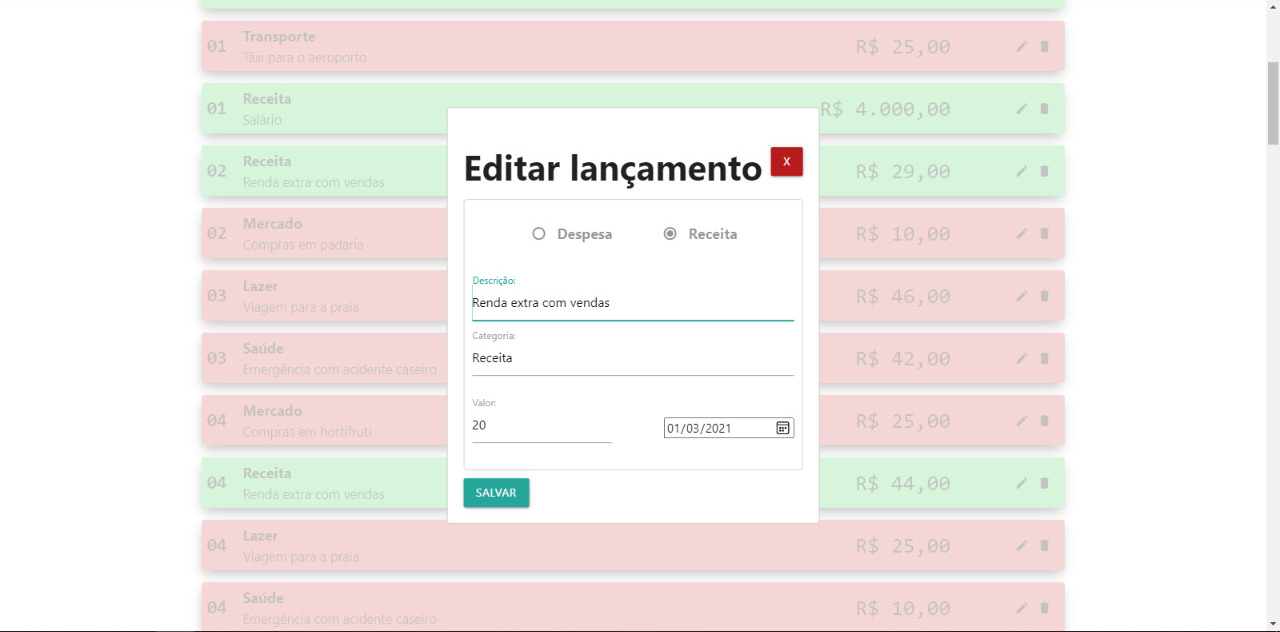 01 Transporte R$ 25,00
Táxi para o aeroporto
01 Receita R$ 4.000,00
Salário
Editar lançamento X
02 Receita R$ 29,00
Renda extra com vendas
Despesa Receita
02 Mercado R$ 10,00
Compras em padaria
Descrição:
Renda extra com vendas
03 Lazer R$ 46,00
Viagem para a praia
Categoria:
Receita
03 Saúde R$ 42,00
Emergência com acidente caseiro
Valor:
20 01/03/2021
04 Mercado R$ 25,00
Compras em hortifruti
04 Receita R$ 44,00
Renda extra com vendas
SALVAR
04 Lazer R$ 25,00
Viagem para a praia
04 Saúde R$ 10,00
Emergência com acidente caseiro